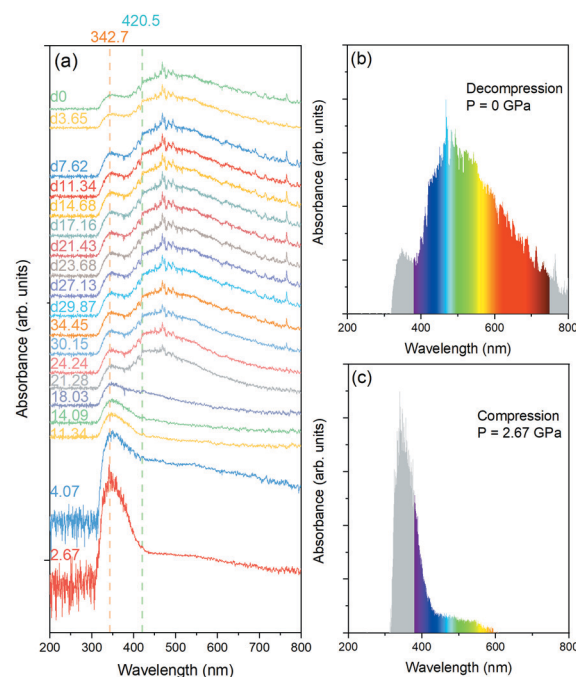 420.5
342.7
(a)
d0
d3.65
d7.62
d11.34
d14.68
d17.16
d21.43
d23.68
d27.13
d29.87
34.45
30.15
24.24
21.28
18.03
14.09
11.34
4.07
2.67
Absorbance (arb. units)
200 300 400 500 600 700 800
Wavelength (nm)
(b)
Decompression
P = 0 GPa
Absorbance (arb. units)
200 400 600 800
Wavelength (nm)
(c)
Compression
P = 2.67 GPa
Absorbance (arb. units)
200 400 600 800
Wavelength (nm)